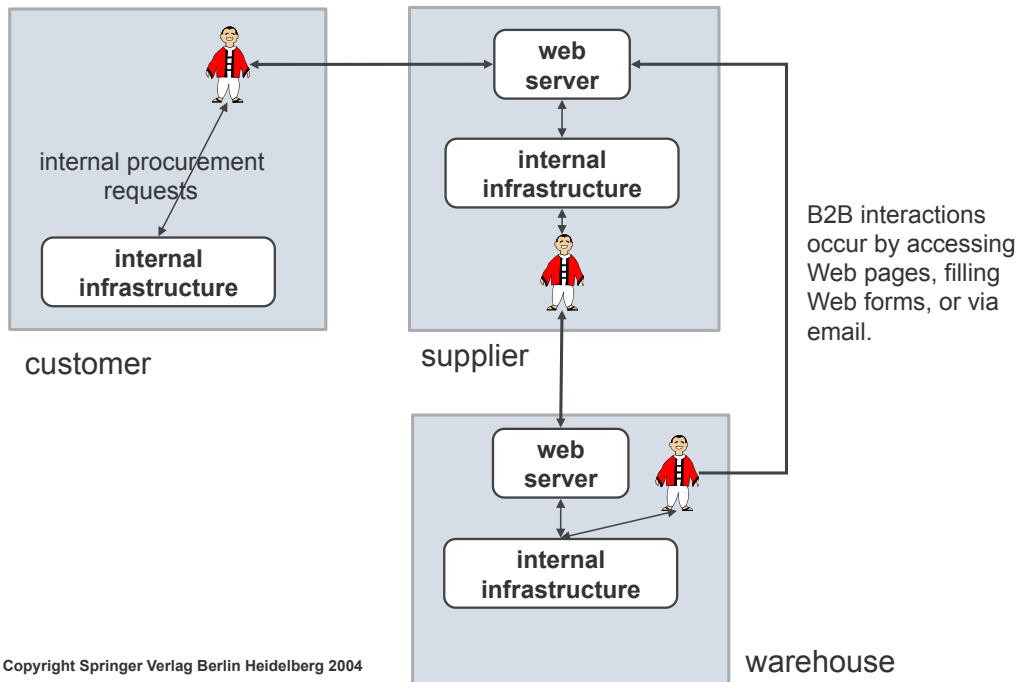 internal procurement
requests
internal
infrastructure
customer
web
server
internal
infrastructure
supplier
B2B interactions
occur by accessing
Web pages, filling
Web forms, or via
email.
web
server
internal
infrastructure
warehouse
Copyright Springer Verlag Berlin Heidelberg 2004